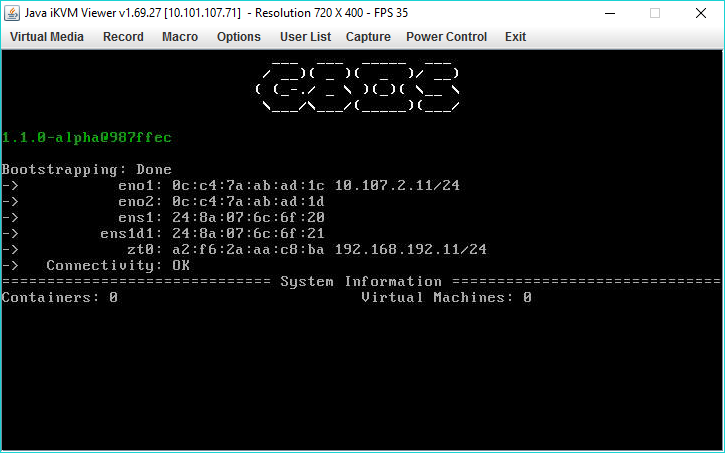 Java iKVM Viewer v1.69.27 [10.101.107.71] - Resolution 720 X 400 - FPS 35
Virtual Media Record Macro Options User List Capture Power Control Exit
G8OS
1.1.0-alpha@987ffec
Bootstrapping: Done
-> eno1: 0c:c4:7a:ab:ad:1c 10.107.2.11/24
-> eno2: 0c:c4:7a:ab:ad:1d
-> ens1: 24:8a:07:6c:6f:20
-> ens1d1: 24:8a:07:6c:6f:21
-> zt0: a2:f6:2a:aa:c8:ba 192.168.192.11/24
-> Connectivity: OK
============================== System Information ==============================
Containers: 0 Virtual Machines: 0